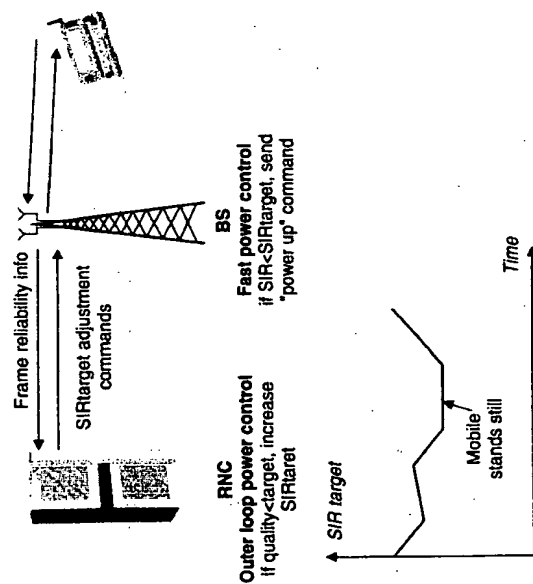 Frame reliability info
SIRtarget adjustment
commands
RNC
Outer loop power control
If quality<target, increase
SIRtaret
BS
Fast power control
if SIR<SIRtarget, send
"power up" command
SIR target
Mobile
stands still
Time